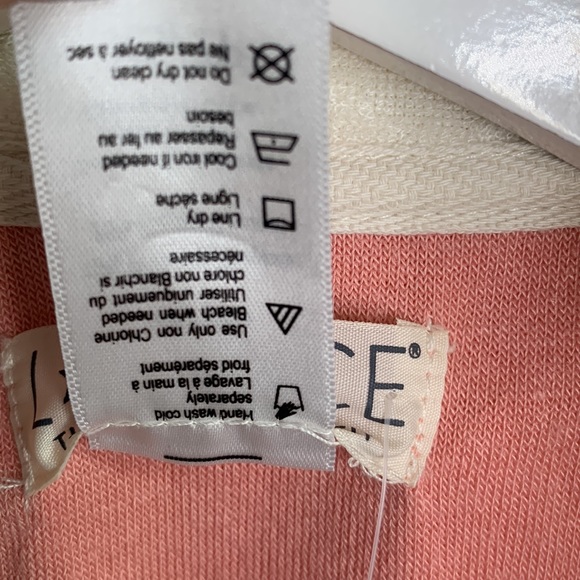 Hand wash cold
separately
Lavage à la main à
froid séparément
Use only non Chlorine
Bleach when needed
Utiliser uniquement du
chlore non Blanchir si
nécessaire
Line dry
Ligne sèche
Cool iron if needed
Repasser au fer au
besoin
Do not dry clean
Ne pas nettoyer à sec
CE®